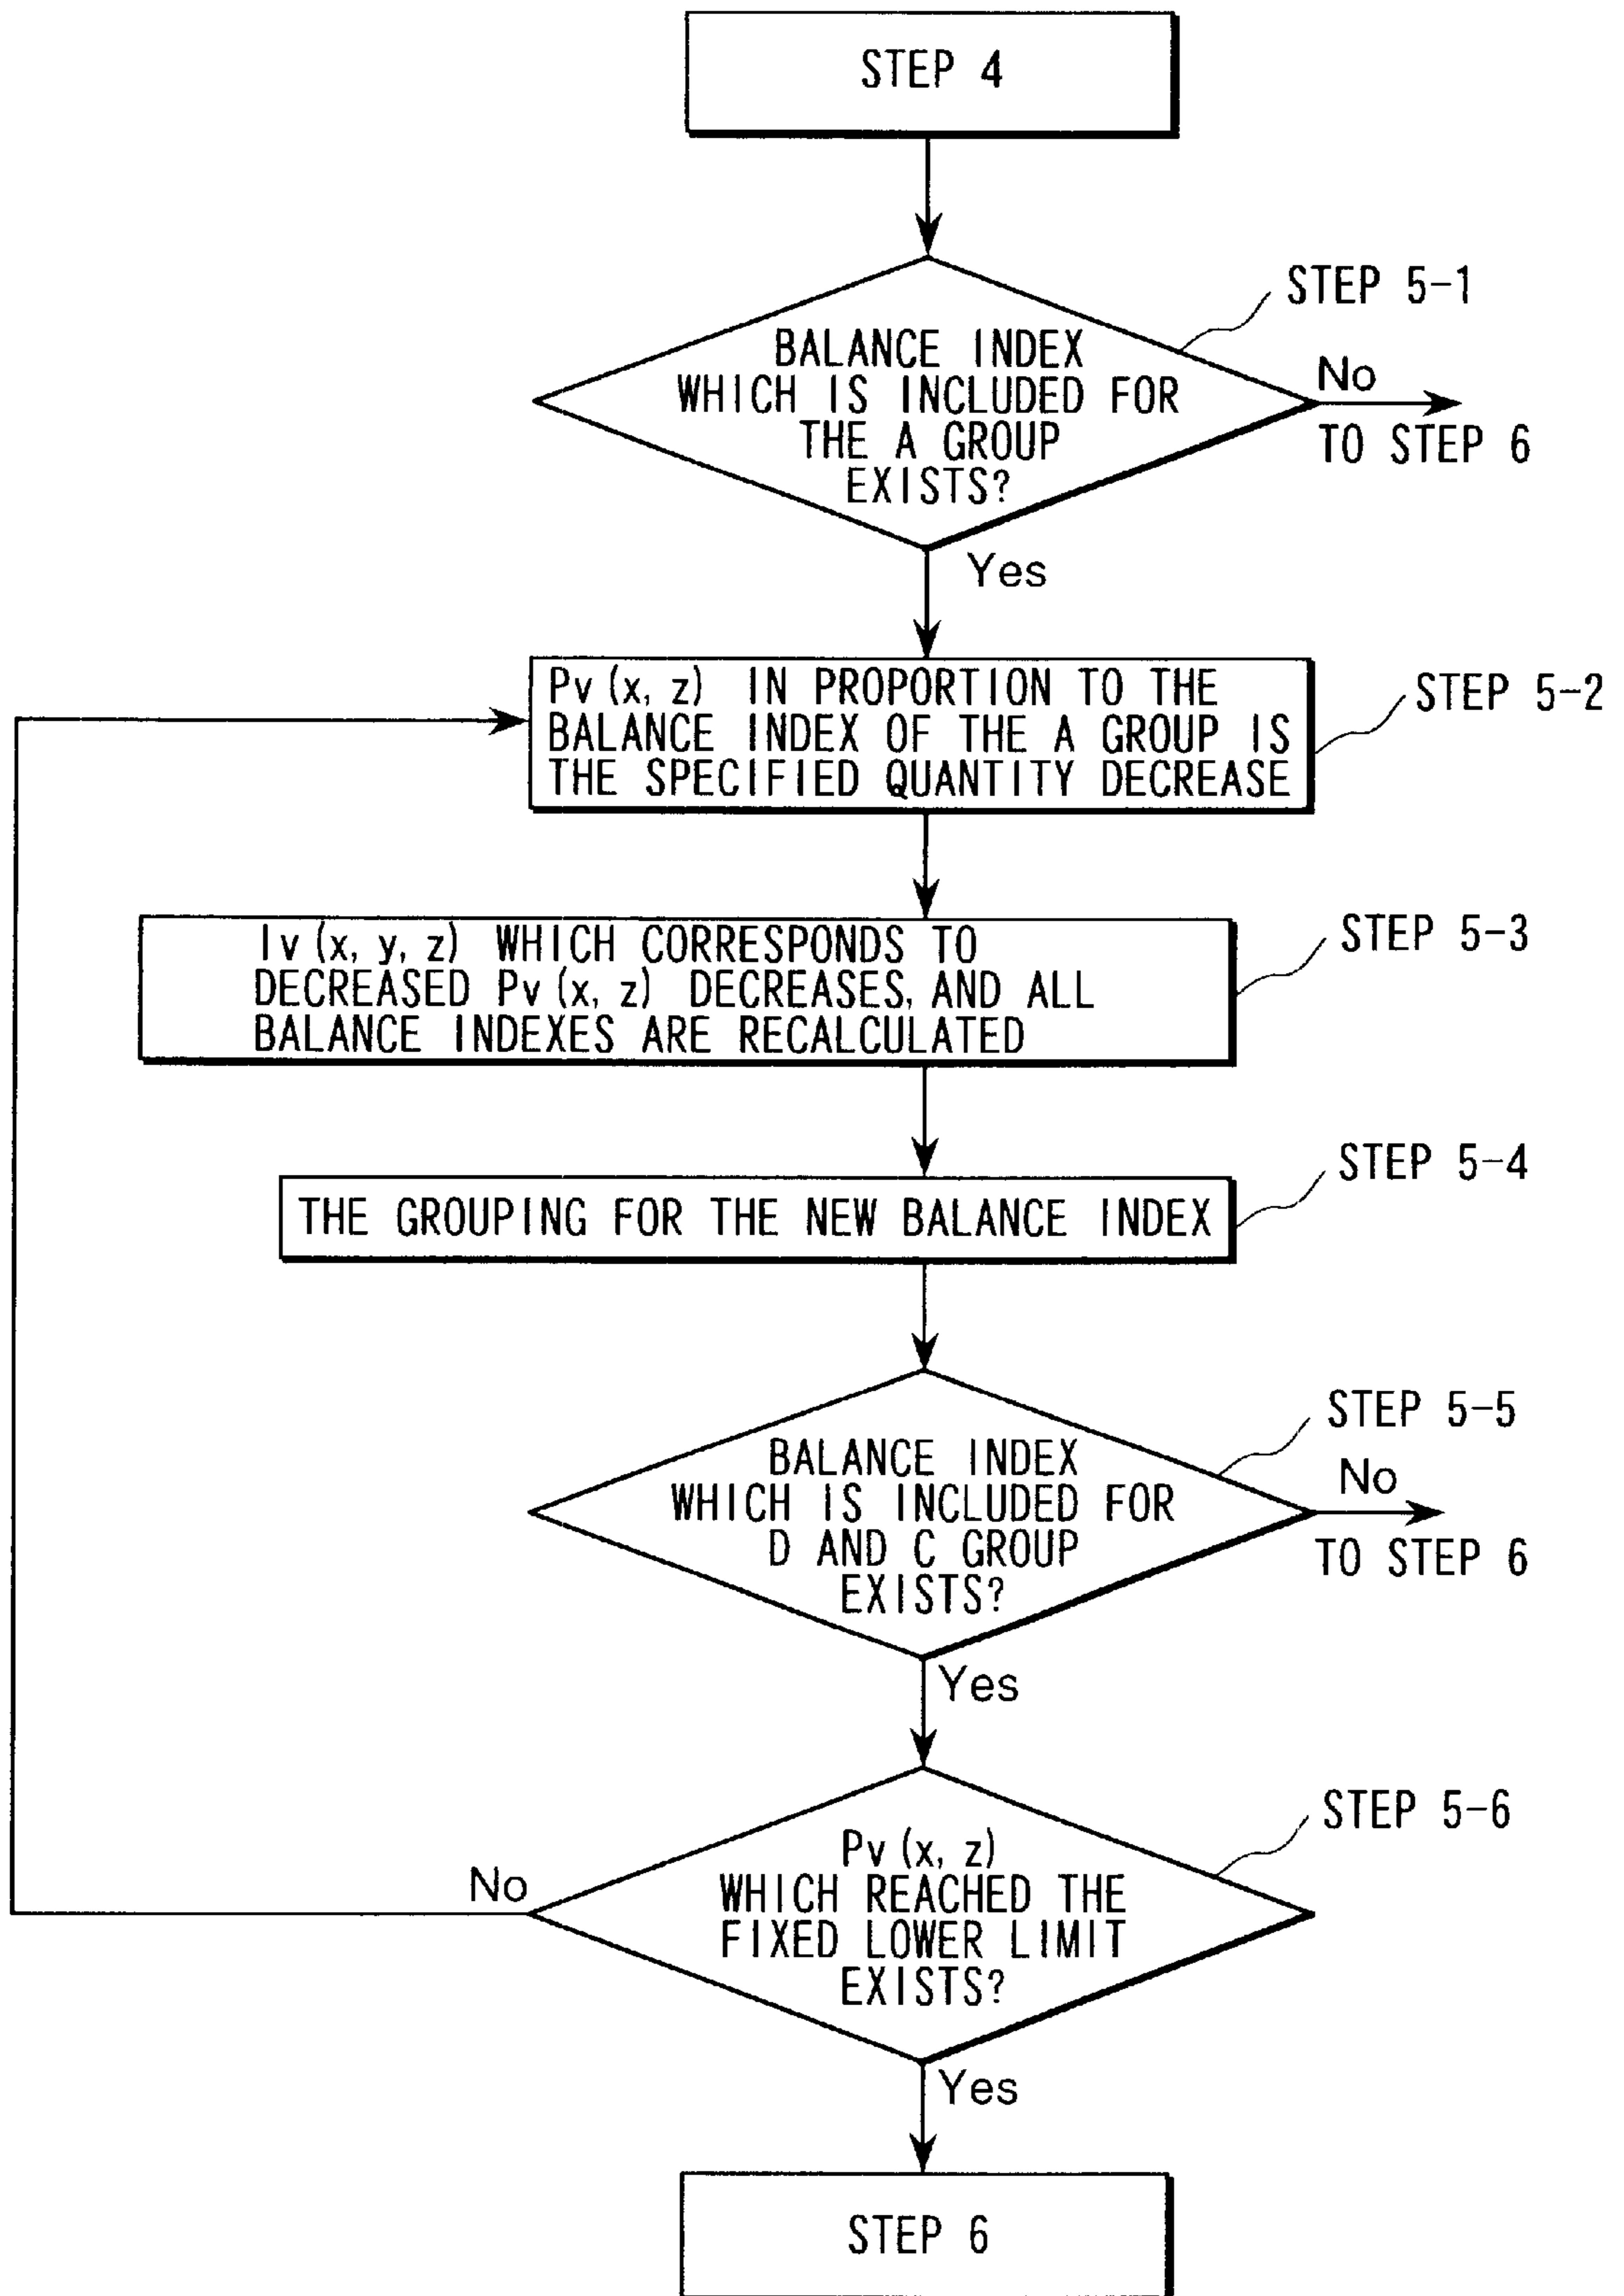 STEP 4
STEP 5-1
BALANCE INDEX
WHICH IS INCLUDED FOR
THE A GROUP
EXISTS?
No
TO STEP 6
Yes
Pv (x, z) IN PROPORTION TO THE
BALANCE INDEX OF THE A GROUP IS
THE SPECIFIED QUANTITY DECREASE
STEP 5-2
Iv (x, y, z) WHICH CORRESPONDS TO
DECREASED Pv (x, z) DECREASES, AND ALL
BALANCE INDEXES ARE RECALCULATED
STEP 5-3
THE GROUPING FOR THE NEW BALANCE INDEX
STEP 5-4
STEP 5-5
BALANCE INDEX
WHICH IS INCLUDED FOR
D AND C GROUP
EXISTS?
No
TO STEP 6
Yes
STEP 5-6
Pv (x, z)
WHICH REACHED THE
FIXED LOWER LIMIT
EXISTS?
No
Yes
STEP 6